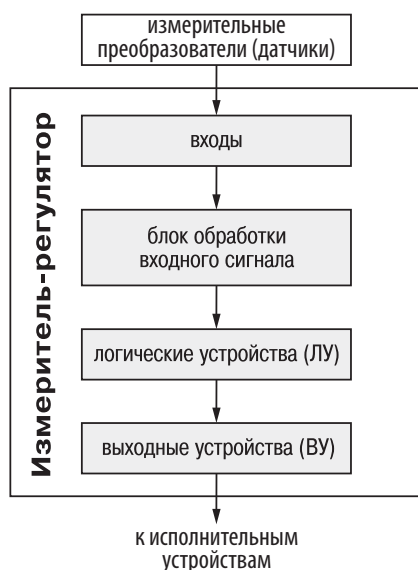 измерительные
преобразователи (датчики)
Измеритель-регулятор
входы
блок обработки
входного сигнала
логические устройства (ЛУ)
выходные устройства (ВУ)
к исполнительным
устройствам